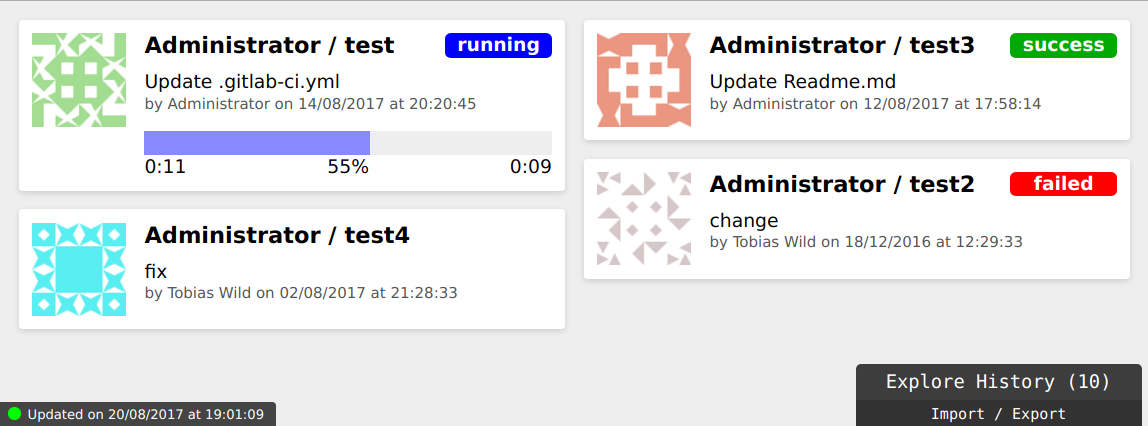 Administrator / test
running
Update .gitlab-ci.yml
by Administrator on 14/08/2017 at 20:20:45
0:11 55% 0:09
Administrator / test3
success
Update Readme.md
by Administrator on 12/08/2017 at 17:58:14
Administrator / test4
fix
by Tobias Wild on 02/08/2017 at 21:28:33
Administrator / test2
failed
change
by Tobias Wild on 18/12/2016 at 12:29:33
Explore History (10)
Import / Export
Updated on 20/08/2017 at 19:01:09